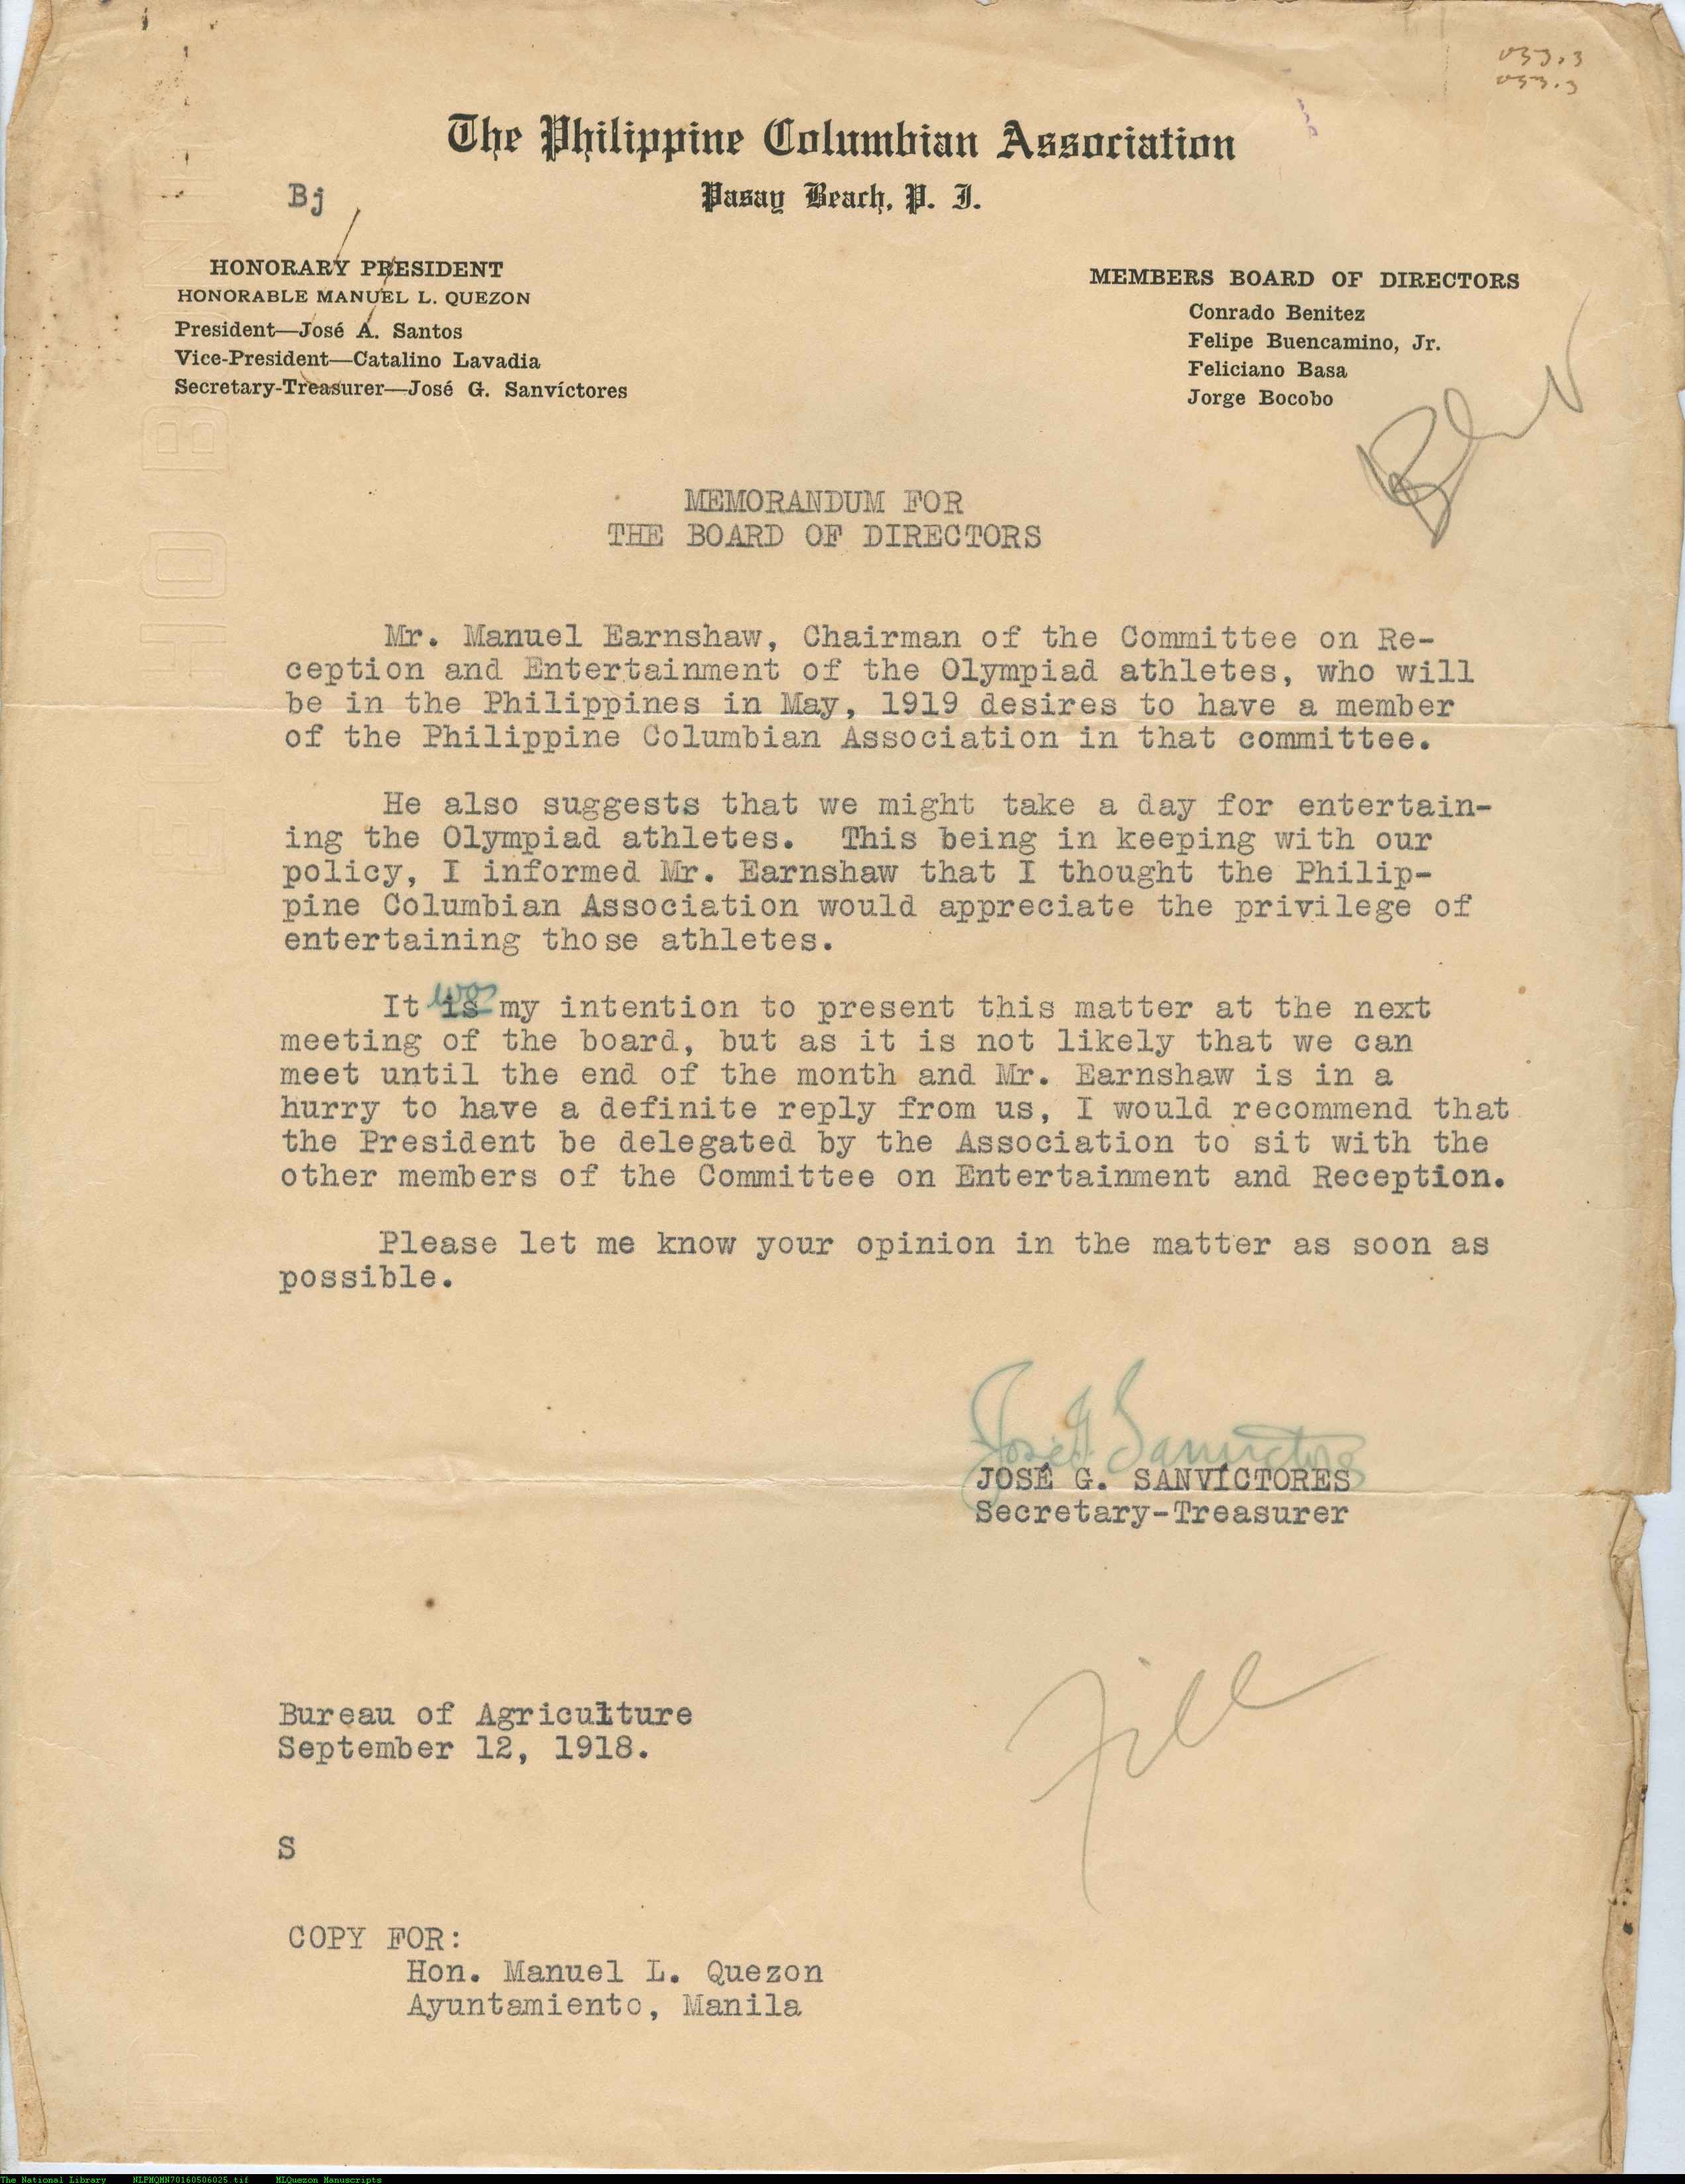 053.3
053.3
The Philippine Columbian Association
Pasay Beach, P. I.
Bj
HONORARY PRESIDENT
HONORABLE MANUEL L. QUEZON
President—José A. Santos
Vice-President—Catalino Lavadia
Secretary-Treasurer—José G. Sanvíctores
MEMBERS BOARD OF DIRECTORS
Conrado Benitez
Felipe Buencamino, Jr.
Feliciano Basa
Jorge Bocobo
MEMORANDUM FOR
THE BOARD OF DIRECTORS
Mr. Manuel Earnshaw, Chairman of the Committee on Re-
ception and Entertainment of the Olympiad athletes, who will
be in the Philippines in May, 1919 desires to have a member
of the Philippine Columbian Association in that committee.
He also suggests that we might take a day for entertain-
ing the Olympiad athletes. This being in keeping with our
policy, I informed Mr. Earnshaw that I thought the Philip-
pine Columbian Association would appreciate the privilege of
entertaining those athletes.
It is was my intention to present this matter at the next
meeting of the board, but as it is not likely that we can
meet until the end of the month and Mr. Earnshaw is in a
hurry to have a definite reply from us, I would recommend that
the President be delegated by the Association to sit with the
other members of the Committee on Entertainment and Reception.
Please let me know your opinion in the matter as soon as
possible.
José G. Sanvictores
JOSÉ G. SANVÍCTORES
Secretary-Treasurer
Bureau of Agriculture
September 12, 1918.
File
S
COPY FOR:
Hon. Manuel L. Quezon
Ayuntamiento, Manila
The National Library NLPMQMN70160506025.tif MLQuezon Manuscripts